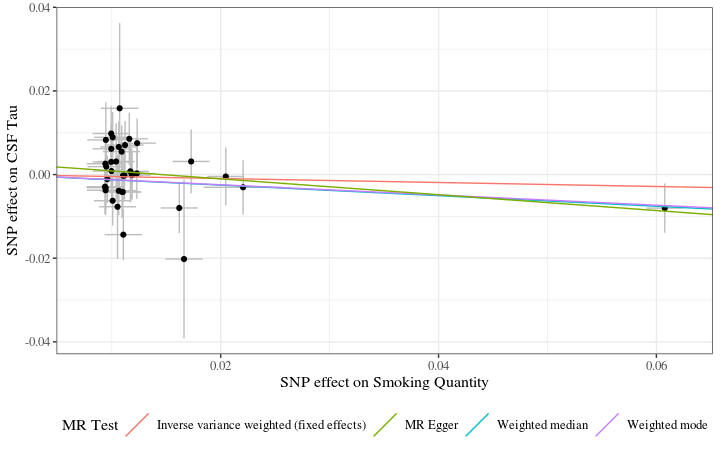 0.04
0.02
0.00
-0.02
-0.04
SNP effect on CSF Tau
0.02
0.04
0.06
SNP effect on Smoking Quantity
MR Test
Inverse variance weighted (fixed effects)
MR Egger
Weighted median
Weighted mode